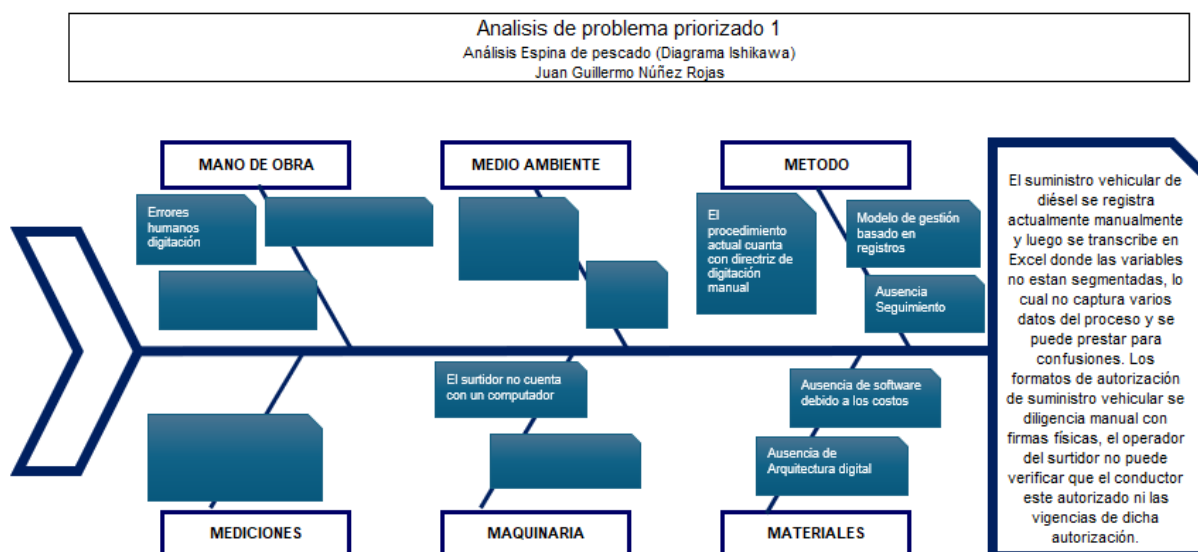 Analisis de problema priorizado 1
Análisis Espina de pescado (Diagrama Ishikawa)
Juan Guillermo Núñez Rojas
MANO DE OBRA
MEDIO AMBIENTE
METODO
Errores
humanos
digitación
El
procedimiento
actual cuanta
con directriz de
digitación
manual
Modelo de gestión
basado en
registros
Ausencia
Seguimiento
El surtidor no cuenta
con un computador
Ausencia de software
debido a los costos
Ausencia de
Arquitectura digital
MEDICIONES
MAQUINARIA
MATERIALES
El suministro vehicular de
diésel se registra
actualmente manualmente
y luego se transcribe en
Excel donde las variables
no estan segmentadas, lo
cual no captura varios
datos del proceso y se
puede prestar para
confusiones. Los
formatos de autorización
de suministro vehicular se
diligencia manual con
firmas físicas, el operador
del surtidor no puede
verificar que el conductor
este autorizado ni las
vigencias de dicha
autorización.